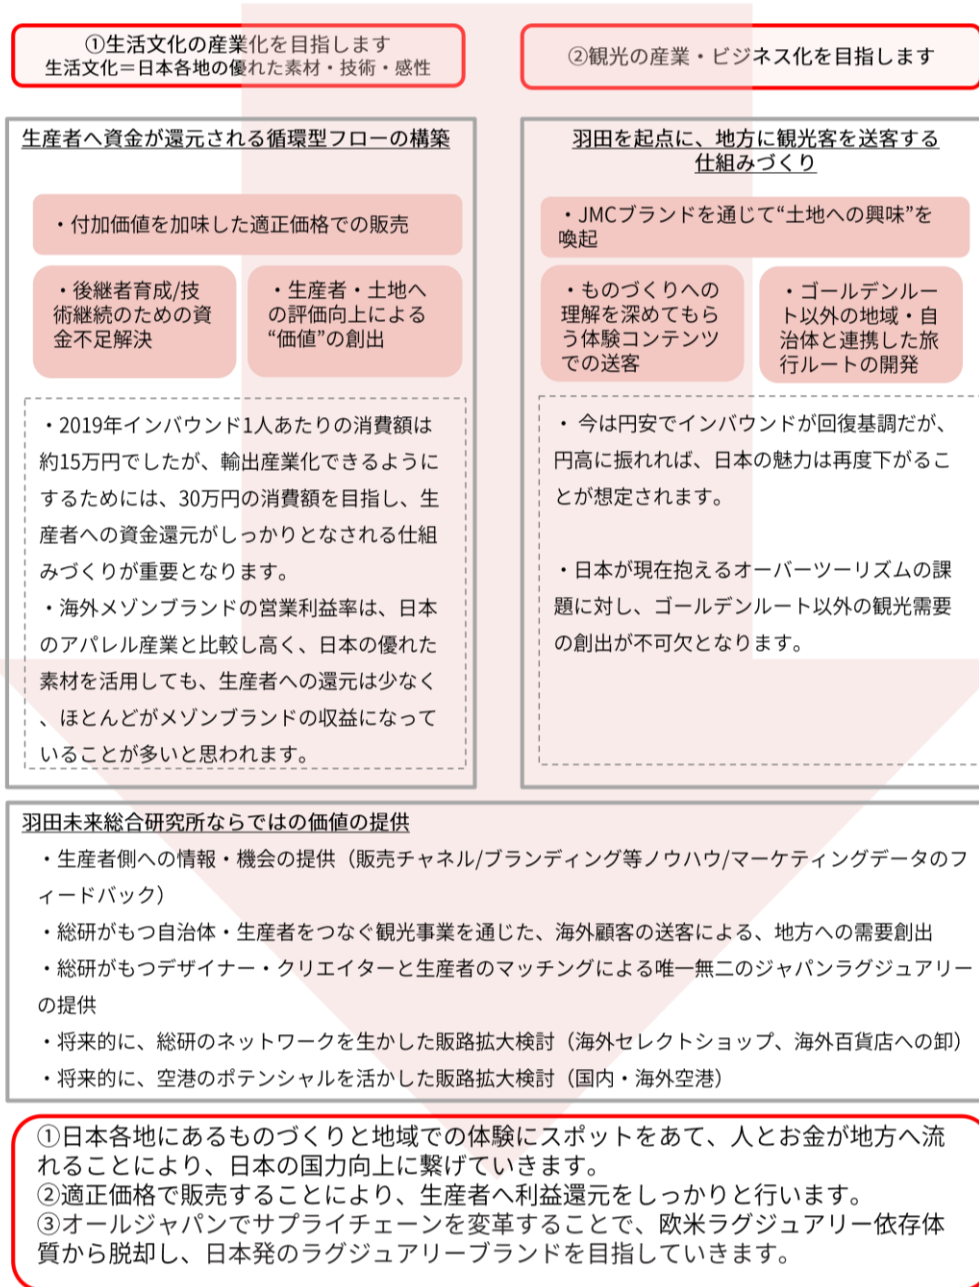 ①生活文化の産業化を目指します
生活文化＝日本各地の優れた素材・技術・感性
②観光の産業・ビジネス化を目指します
生産者へ資金が還元される循環型フローの構築
・付加価値を加味した適正価格での販売
・後継者育成/技
術継続のための資
金不足解決
・生産者・土地へ
の評価向上による
“価値”の創出
・2019年インバウンド1人あたりの消費額は
約15万円でしたが、輸出産業化できるように
するためには、30万円の消費額を目指し、生
産者への資金還元がしっかりとなされる仕組
みづくりが重要となります。
・海外メゾンブランドの営業利益率は、日本
のアパレル産業と比較し高く、日本の優れた
素材を活用しても、生産者への還元は少なく
、ほとんどがメゾンブランドの収益になって
いることが多いと思われます。
羽田を起点に、地方に観光客を送客する
仕組みづくり
・JMCブランドを通じて“土地への興味”を
喚起
・ものづくりへの
理解を深めてもら
う体験コンテンツ
での送客
・ゴールデンルー
ト以外の地域・自
治体と連携した旅
行ルートの開発
・ 今は円安でインバウンドが回復基調だが、
円高に振れれば、日本の魅力は再度下がるこ
とが想定されます。
・日本が現在抱えるオーバーツーリズムの課
題に対し、ゴールデンルート以外の観光需要
の創出が不可欠となります。
羽田未来総合研究所ならではの価値の提供
・生産者側への情報・機会の提供（販売チャネル/ブランディング等ノウハウ/マーケティングデータのフ
ィードバック）
・総研がもつ自治体・生産者をつなぐ観光事業を通じた、海外顧客の送客による、地方への需要創出
・総研がもつデザイナー・クリエイターと生産者のマッチングによる唯一無二のジャパンラグジュアリー
の提供
・将来的に、総研のネットワークを生かした販路拡大検討（海外セレクトショップ、海外百貨店への卸）
・将来的に、空港のポテンシャルを活かした販路拡大検討（国内・海外空港）
①日本各地にあるものづくりと地域での体験にスポットをあて、人とお金が地方へ流
れることにより、日本の国力向上に繋げていきます。
②適正価格で販売することにより、生産者へ利益還元をしっかりと行います。
③オールジャパンでサプライチェーンを変革することで、欧米ラグジュアリー依存体
質から脱却し、日本発のラグジュアリーブランドを目指していきます。